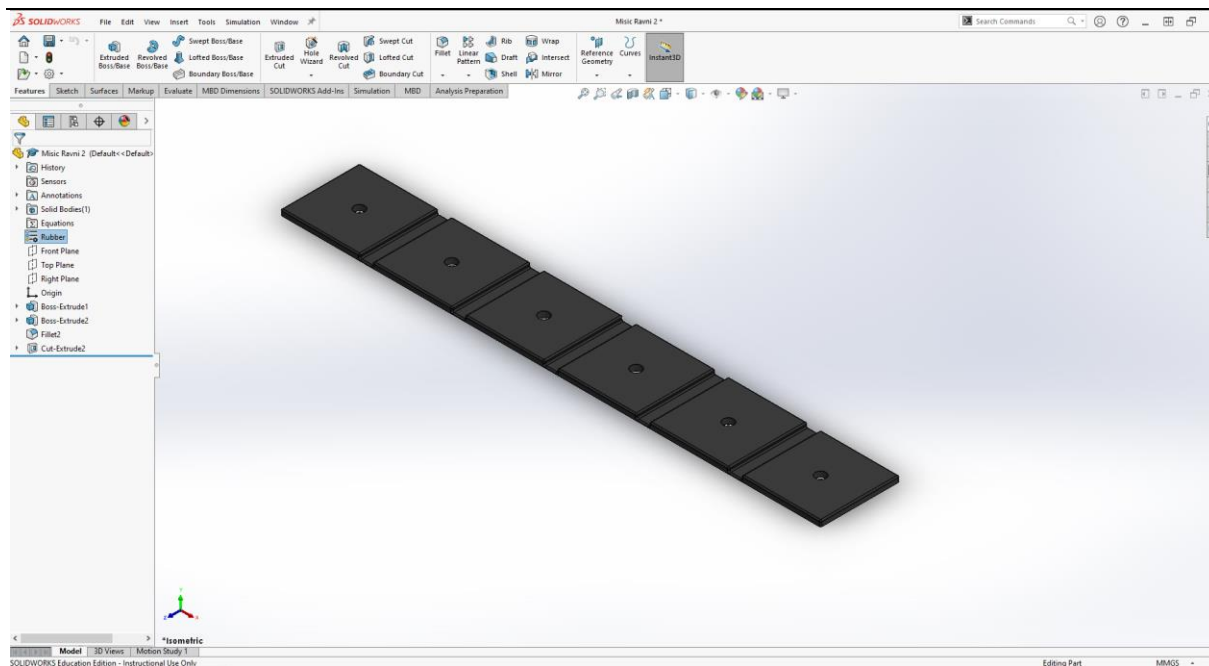 SOLIDWORKS File Edit View Insert Tools Simulation Window Misic Ravni 2 * Search Commands
Extruded Boss/Base
Revolved Boss/Base
Swept Boss/Base
Lofted Boss/Base
Boundary Boss/Base
Extruded Cut
Hole Wizard
Revolved Cut
Swept Cut
Lofted Cut
Boundary Cut
Fillet
Linear Pattern
Rib
Draft
Shell
Wrap
Intersect
Mirror
Reference Geometry
Curves
Instant3D
Features Sketch Surfaces Markup Evaluate MBD Dimensions SOLIDWORKS Add-Ins Simulation MBD Analysis Preparation
Misic Ravni 2 (Default<<Default>
History
Sensors
Annotations
Solid Bodies(1)
Equations
Rubber
Front Plane
Top Plane
Right Plane
Origin
Boss-Extrude1
Boss-Extrude2
Fillet2
Cut-Extrude2
*Isometric
Model 3D Views Motion Study 1
SOLIDWORKS Education Edition - Instructional Use Only Editing Part MMGS